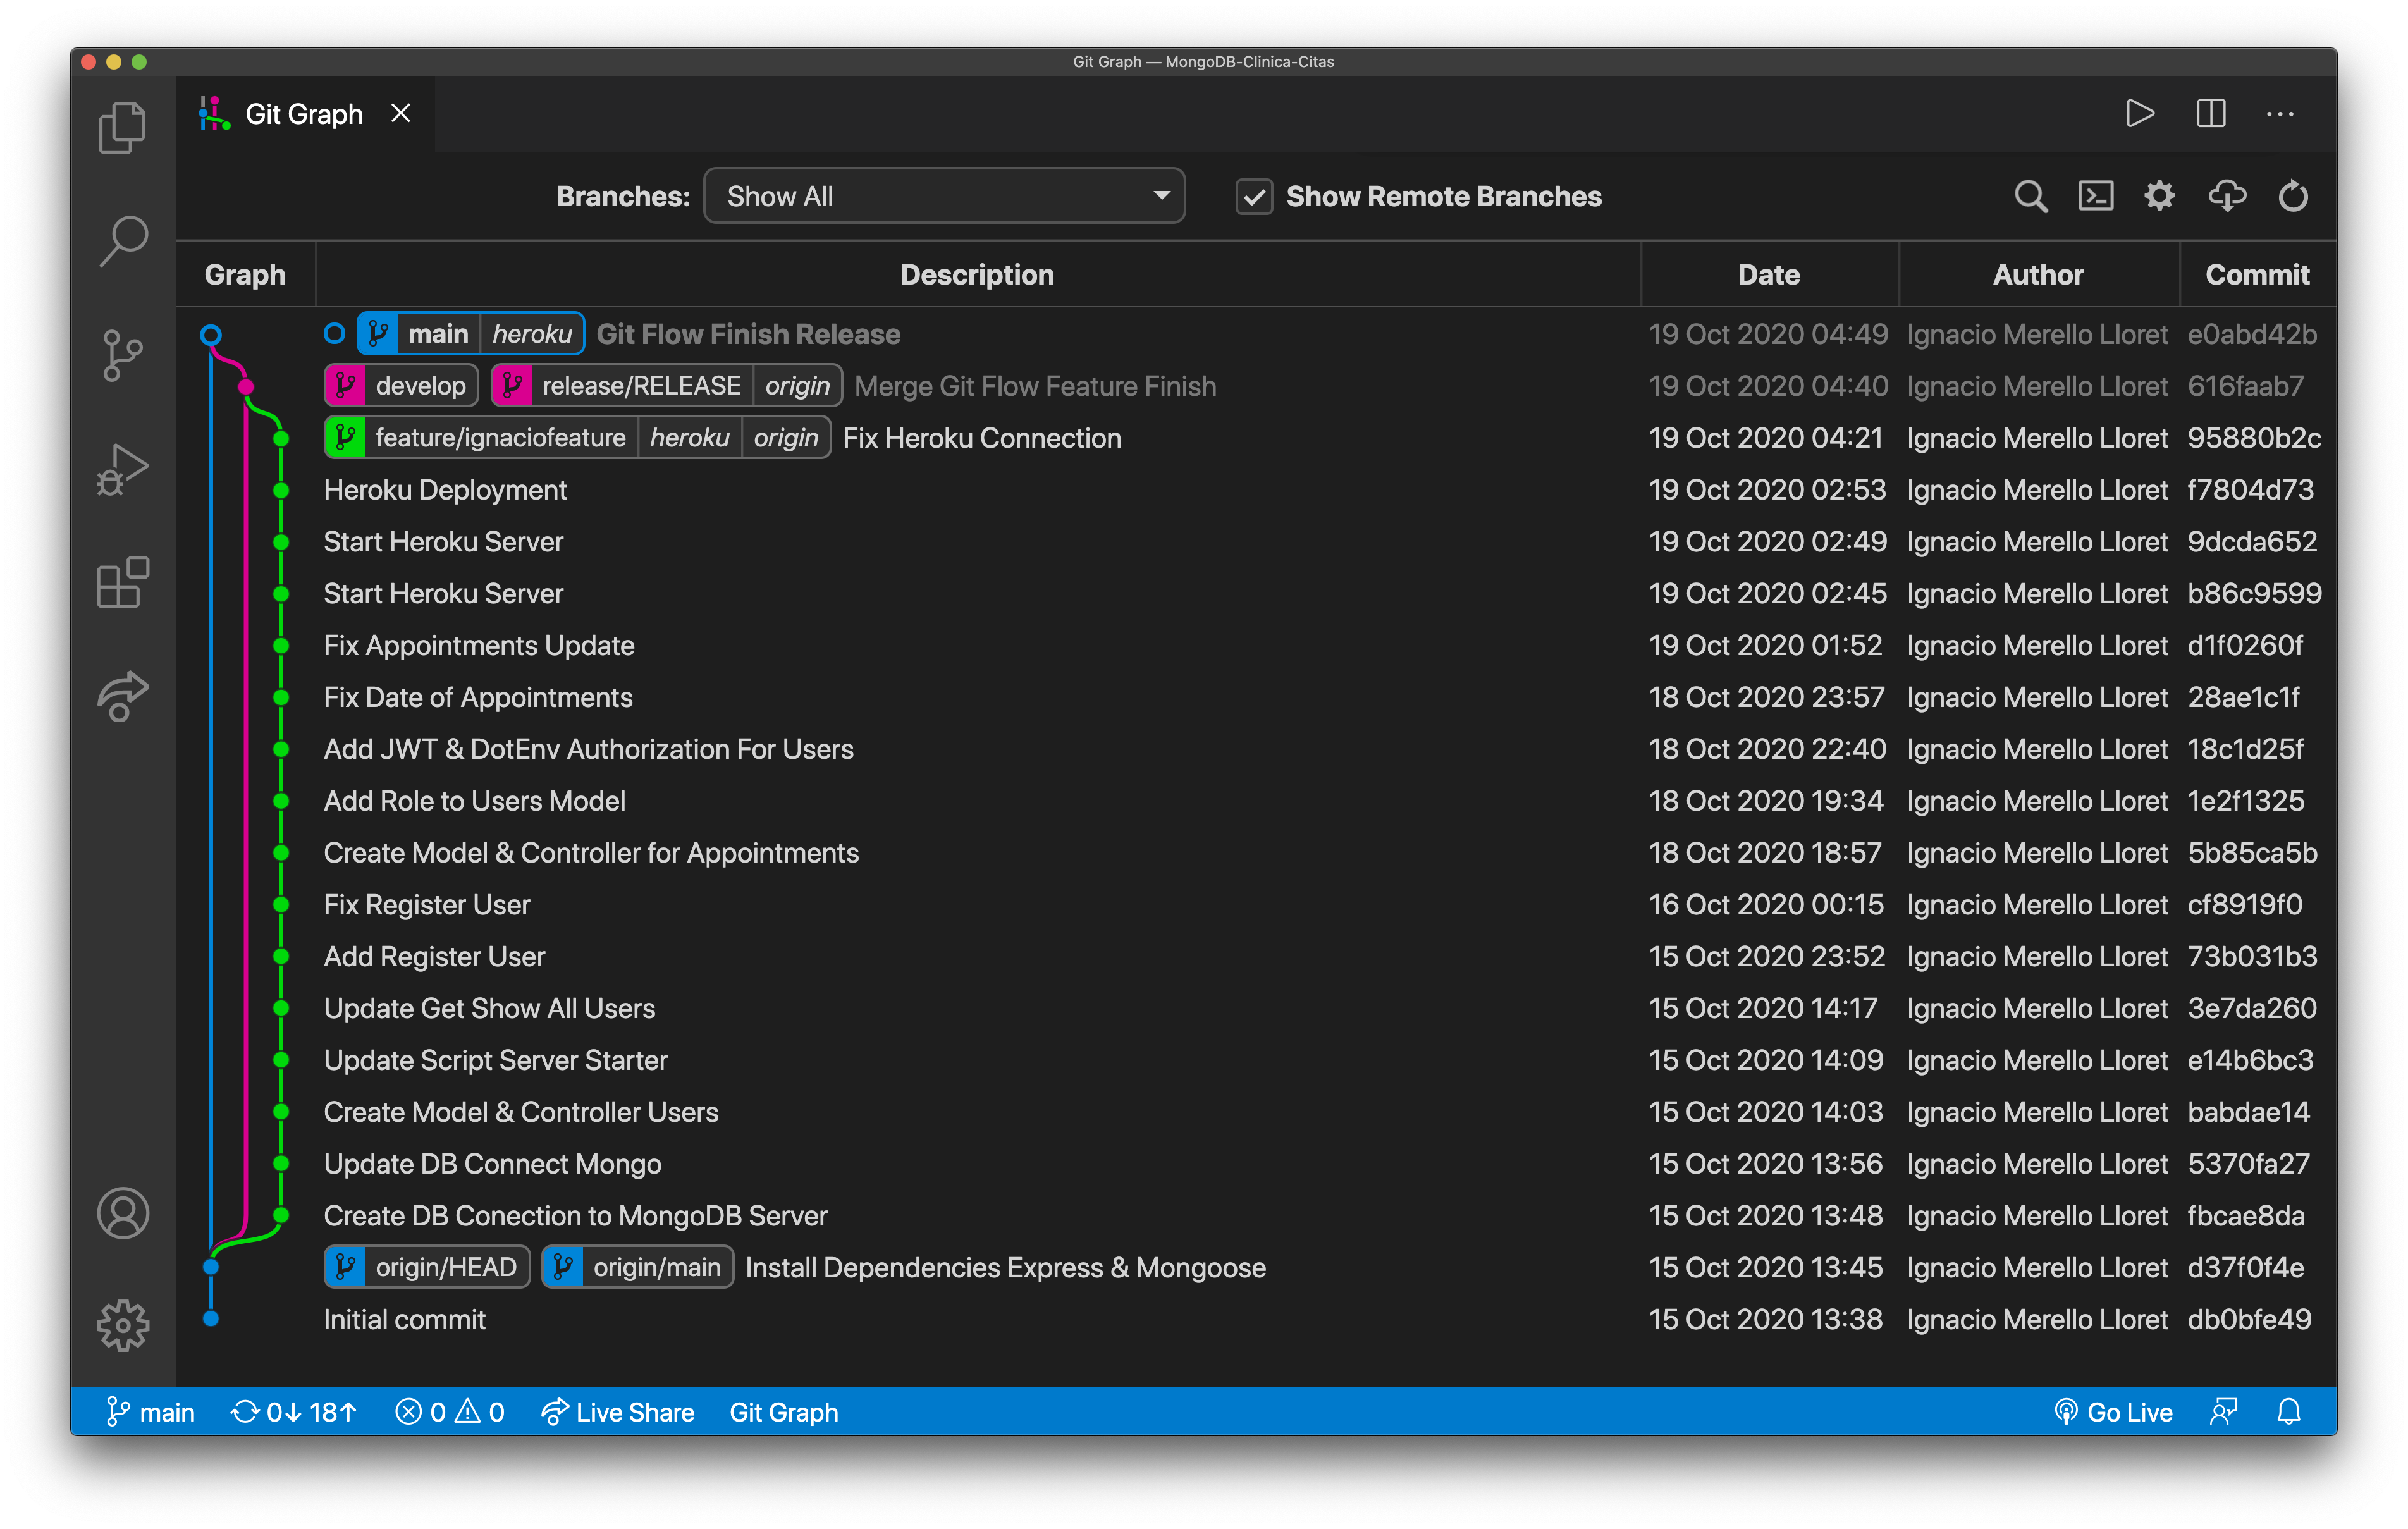 Git Graph — MongoDB-Clinica-Citas
Git Graph
Branches: Show All Show Remote Branches
Graph Description Date Author Commit
main heroku Git Flow Finish Release 19 Oct 2020 04:49 Ignacio Merello Lloret e0abd42b
develop release/RELEASE origin Merge Git Flow Feature Finish 19 Oct 2020 04:40 Ignacio Merello Lloret 616faab7
feature/ignaciofeature heroku origin Fix Heroku Connection 19 Oct 2020 04:21 Ignacio Merello Lloret 95880b2c
Heroku Deployment 19 Oct 2020 02:53 Ignacio Merello Lloret f7804d73
Start Heroku Server 19 Oct 2020 02:49 Ignacio Merello Lloret 9dcda652
Start Heroku Server 19 Oct 2020 02:45 Ignacio Merello Lloret b86c9599
Fix Appointments Update 19 Oct 2020 01:52 Ignacio Merello Lloret d1f0260f
Fix Date of Appointments 18 Oct 2020 23:57 Ignacio Merello Lloret 28ae1c1f
Add JWT & DotEnv Authorization For Users 18 Oct 2020 22:40 Ignacio Merello Lloret 18c1d25f
Add Role to Users Model 18 Oct 2020 19:34 Ignacio Merello Lloret 1e2f1325
Create Model & Controller for Appointments 18 Oct 2020 18:57 Ignacio Merello Lloret 5b85ca5b
Fix Register User 16 Oct 2020 00:15 Ignacio Merello Lloret cf8919f0
Add Register User 15 Oct 2020 23:52 Ignacio Merello Lloret 73b031b3
Update Get Show All Users 15 Oct 2020 14:17 Ignacio Merello Lloret 3e7da260
Update Script Server Starter 15 Oct 2020 14:09 Ignacio Merello Lloret e14b6bc3
Create Model & Controller Users 15 Oct 2020 14:03 Ignacio Merello Lloret babdae14
Update DB Connect Mongo 15 Oct 2020 13:56 Ignacio Merello Lloret 5370fa27
Create DB Conection to MongoDB Server 15 Oct 2020 13:48 Ignacio Merello Lloret fbcae8da
origin/HEAD origin/main Install Dependencies Express & Mongoose 15 Oct 2020 13:45 Ignacio Merello Lloret d37f0f4e
Initial commit 15 Oct 2020 13:38 Ignacio Merello Lloret db0bfe49
main 0↓ 18↑ 0 0 Live Share Git Graph Go Live